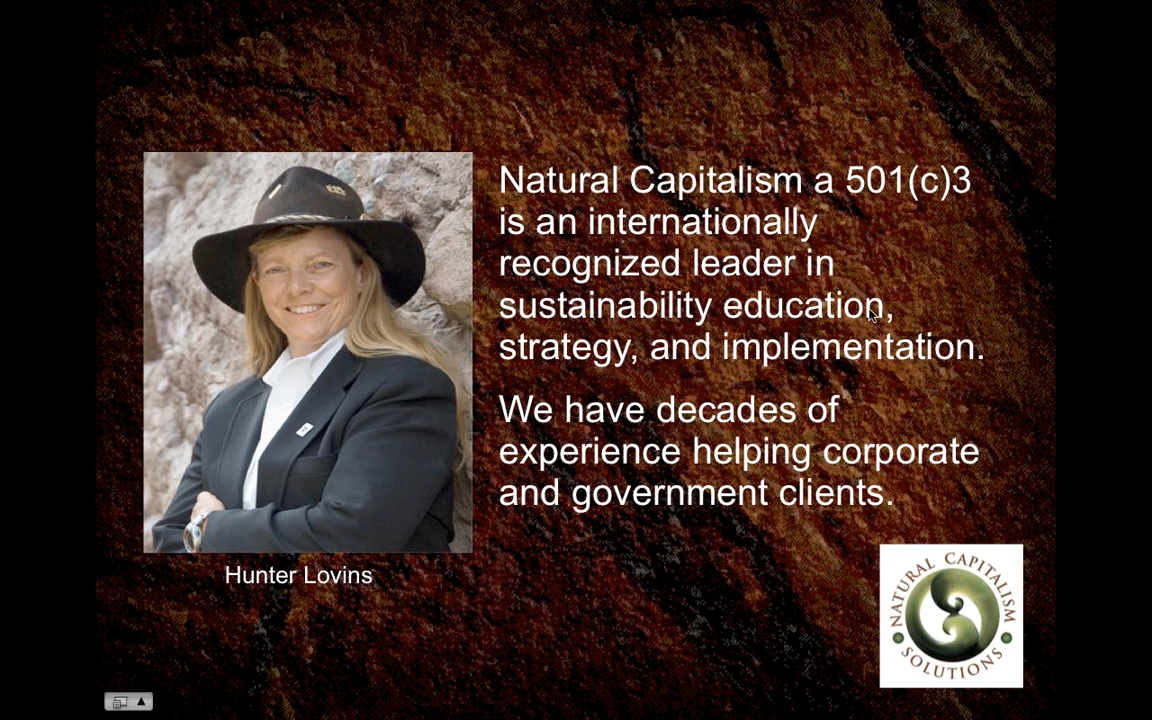 Natural Capitalism a 501(c)3
is an internationally
recognized leader in
sustainability education,
strategy, and implementation.
We have decades of
experience helping corporate
and government clients.
Hunter Lovins
NATURAL CAPITALISM
SOLUTIONS